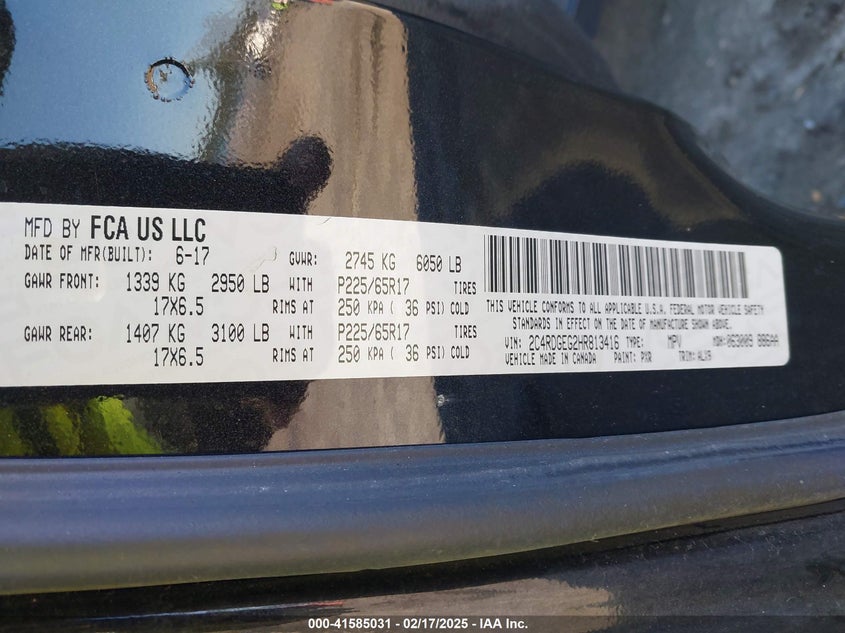 MFD BY FCA US LLC
DATE OF MFR(BUILT): 6-17 GVWR: 2745 KG 6050 LB
GAWR FRONT: 1339 KG 2950 LB WITH P225/65R17 TIRES
17X6.5 RIMS AT 250 KPA ( 36 PSI) COLD
GAWR REAR: 1407 KG 3100 LB WITH P225/65R17 TIRES
17X6.5 RIMS AT 250 KPA ( 36 PSI) COLD
THIS VEHICLE CONFORMS TO ALL APPLICABLE U.S.A. FEDERAL MOTOR VEHICLE SAFETY
STANDARDS IN EFFECT ON THE DATE OF MANUFACTURE SHOWN ABOVE.
VIN: 2C4RDGEG2HR813416 TYPE: MPV MDH: 063009
VEHICLE MADE IN CANADA PAINT: PXR TRIM: ALX9
000-41585031 - 02/17/2025 - IAA Inc.